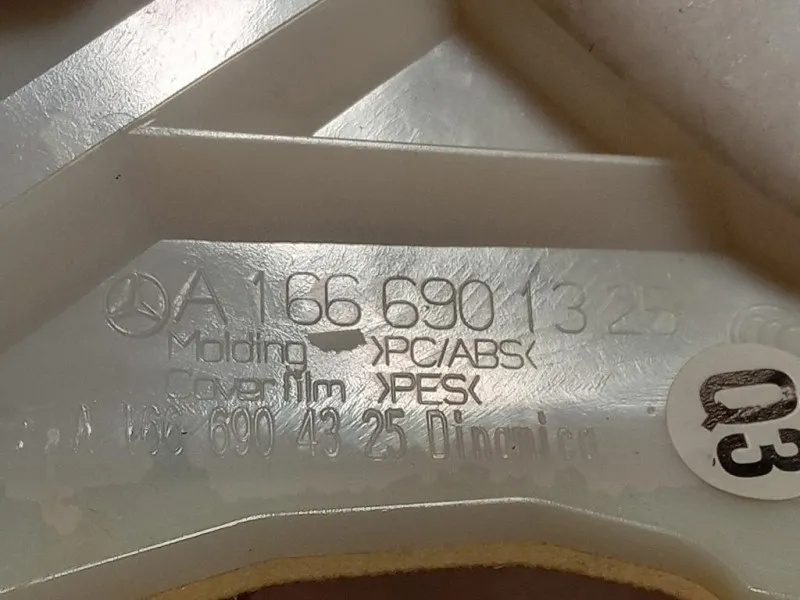 A 166 690 13 25
Molding >PC/ABS<
Cover film >PES<
A 166 690 43 25 Dinamica
Q3